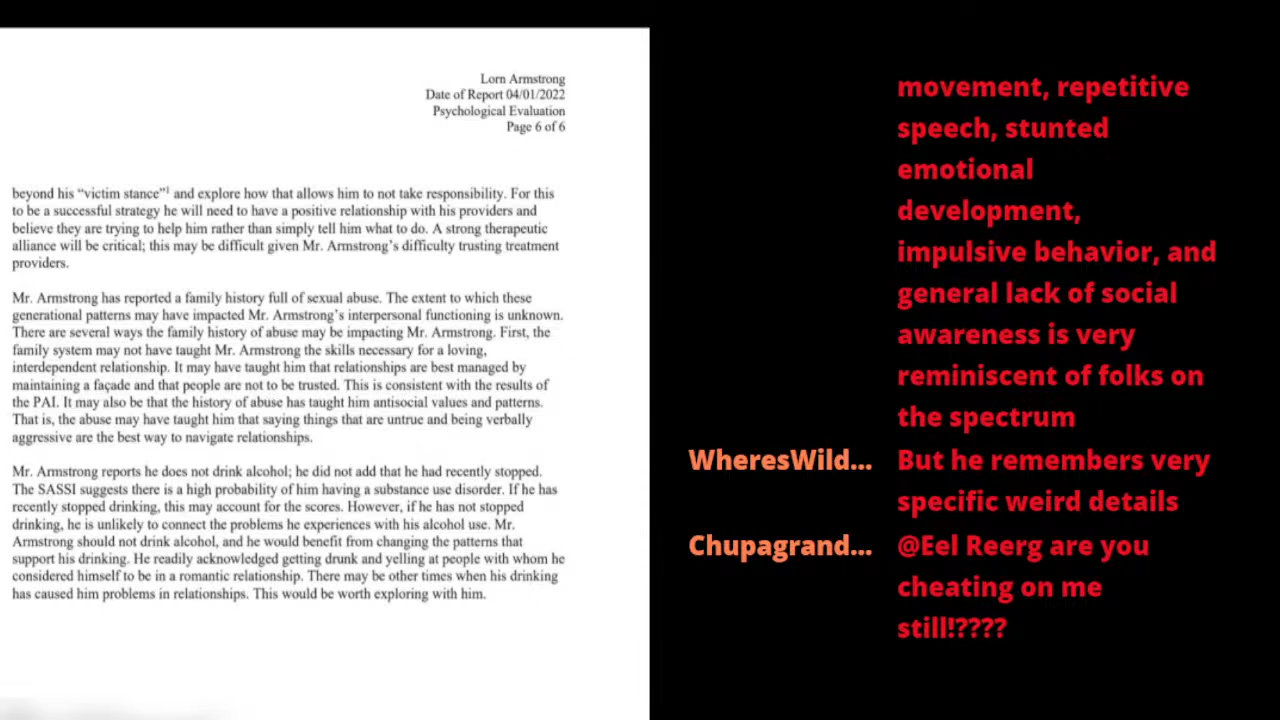 Lorn Armstrong
Date of Report 04/01/2022
Psychological Evaluation
Page 6 of 6
beyond his “victim stance”¹ and explore how that allows him to not take responsibility. For this
to be a successful strategy he will need to have a positive relationship with his providers and
believe they are trying to help him rather than simply tell him what to do. A strong therapeutic
alliance will be critical; this may be difficult given Mr. Armstrong’s difficulty trusting treatment
providers.
Mr. Armstrong has reported a family history full of sexual abuse. The extent to which these
generational patterns may have impacted Mr. Armstrong’s interpersonal functioning is unknown.
There are several ways the family history of abuse may be impacting Mr. Armstrong. First, the
family system may not have taught Mr. Armstrong the skills necessary for a loving,
interdependent relationship. It may have taught him that relationships are best managed by
maintaining a façade and that people are not to be trusted. This is consistent with the results of
the PAI. It may also be that the history of abuse has taught him antisocial values and patterns.
That is, the abuse may have taught him that saying things that are untrue and being verbally
aggressive are the best way to navigate relationships.
Mr. Armstrong reports he does not drink alcohol; he did not add that he had recently stopped.
The SASSI suggests there is a high probability of him having a substance use disorder. If he has
recently stopped drinking, this may account for the scores. However, if he has not stopped
drinking, he is unlikely to connect the problems he experiences with his alcohol use. Mr.
Armstrong should not drink alcohol, and he would benefit from changing the patterns that
support his drinking. He readily acknowledged getting drunk and yelling at people with whom he
considered himself to be in a romantic relationship. There may be other times when his drinking
has caused him problems in relationships. This would be worth exploring with him.
movement, repetitive
speech, stunted
emotional
development,
impulsive behavior, and
general lack of social
awareness is very
reminiscent of folks on
the spectrum
WheresWild... But he remembers very
specific weird details
Chupagrand... @Eel Reerg are you
cheating on me
still!????